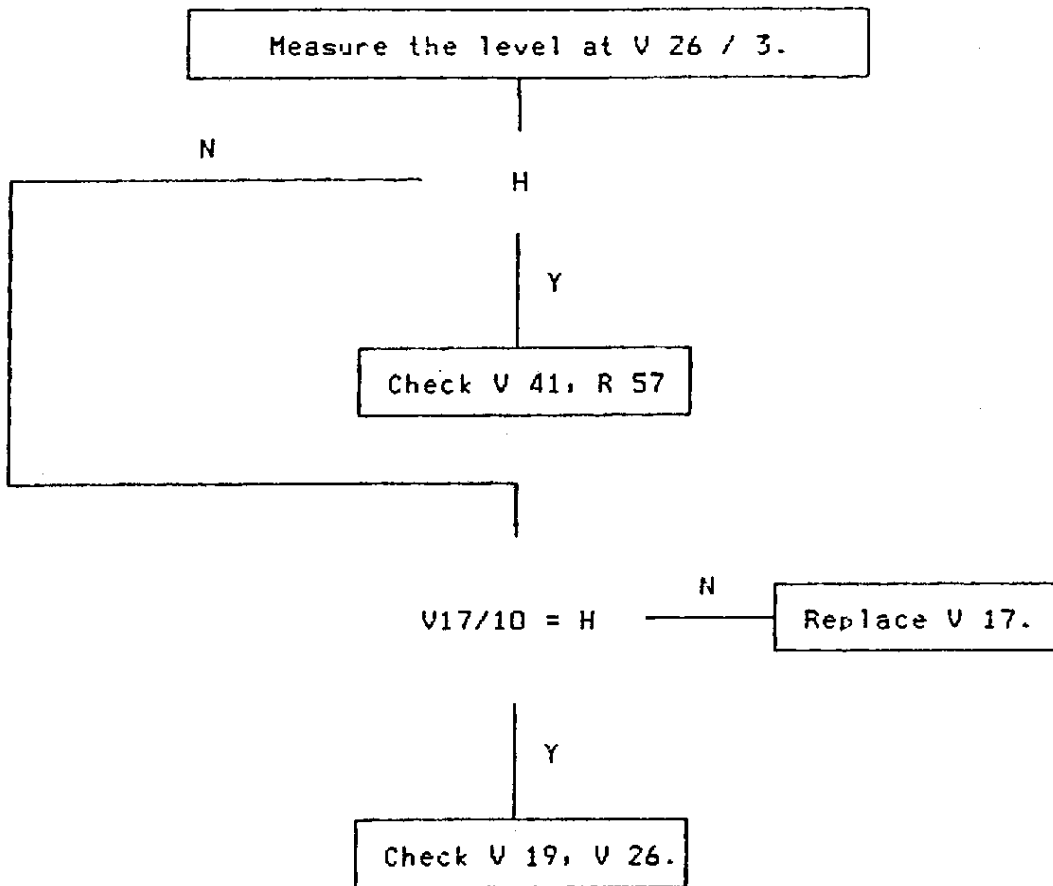 Measure the level at V 26 / 3.
N
H
Y
Check V 41, R 57
V17/10 = H
N
Replace V 17.
Y
Check V 19, V 26.